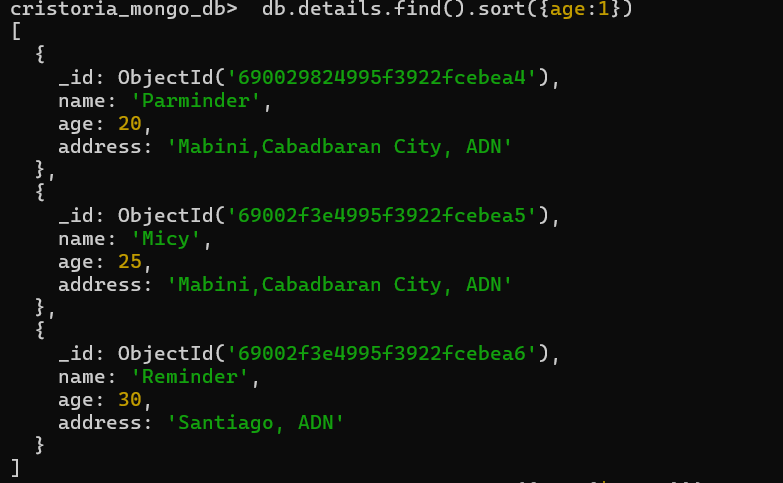 cristoria_mongo_db>  db.details.find().sort({age:1})
[
  {
    _id: ObjectId('690029824995f3922fcebea4'),
    name: 'Parminder',
    age: 20,
    address: 'Mabini,Cabadbaran City, ADN'
  },
  {
    _id: ObjectId('69002f3e4995f3922fcebea5'),
    name: 'Micy',
    age: 25,
    address: 'Mabini,Cabadbaran City, ADN'
  },
  {
    _id: ObjectId('69002f3e4995f3922fcebea6'),
    name: 'Reminder',
    age: 30,
    address: 'Santiago, ADN'
  }
]